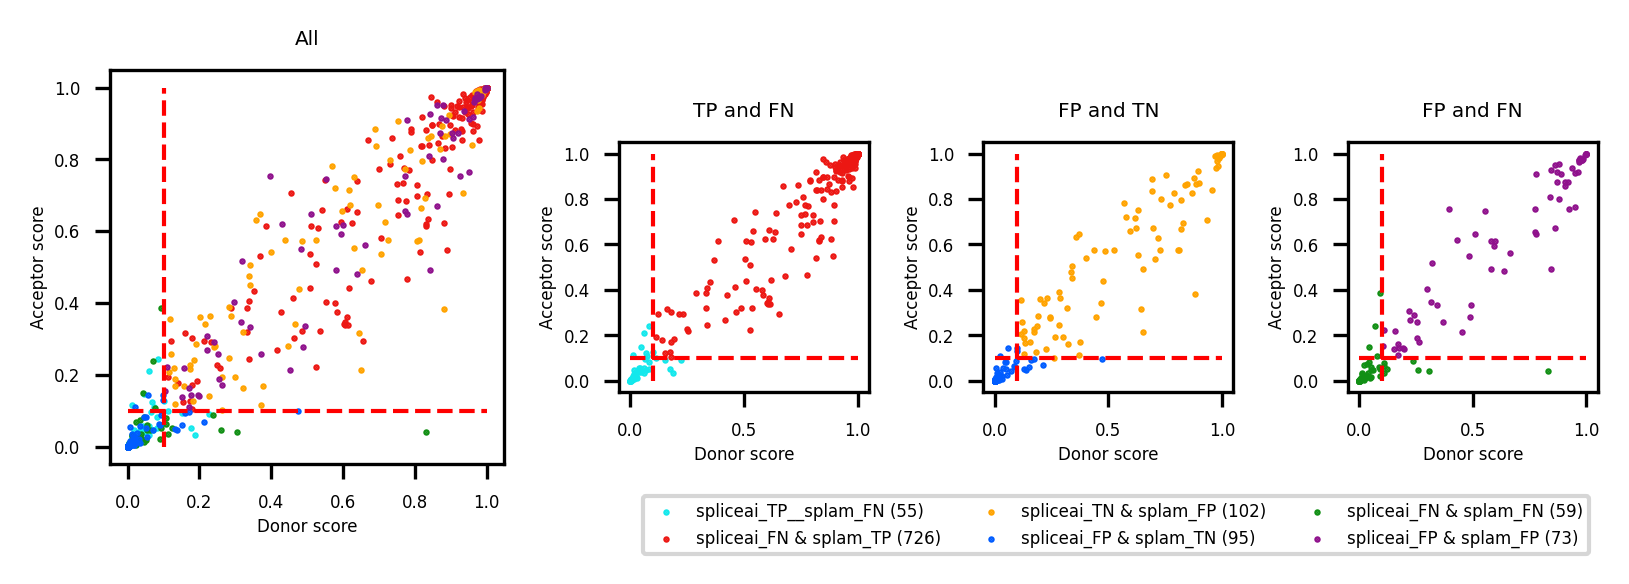 All
Acceptor score
1.0
0.8
0.6
0.4
0.2
0.0
0.0 0.2 0.4 0.6 0.8 1.0
Donor score
TP and FN
Acceptor score
1.0
0.8
0.6
0.4
0.2
0.0
0.0 0.5 1.0
Donor score
FP and TN
Acceptor score
1.0
0.8
0.6
0.4
0.2
0.0
0.0 0.5 1.0
Donor score
FP and FN
Acceptor score
1.0
0.8
0.6
0.4
0.2
0.0
0.0 0.5 1.0
Donor score
spliceai_TP__splam_FN (55)
spliceai_FN & splam_TP (726)
spliceai_TN & splam_FP (102)
spliceai_FP & splam_TN (95)
spliceai_FN & splam_FN (59)
spliceai_FP & splam_FP (73)